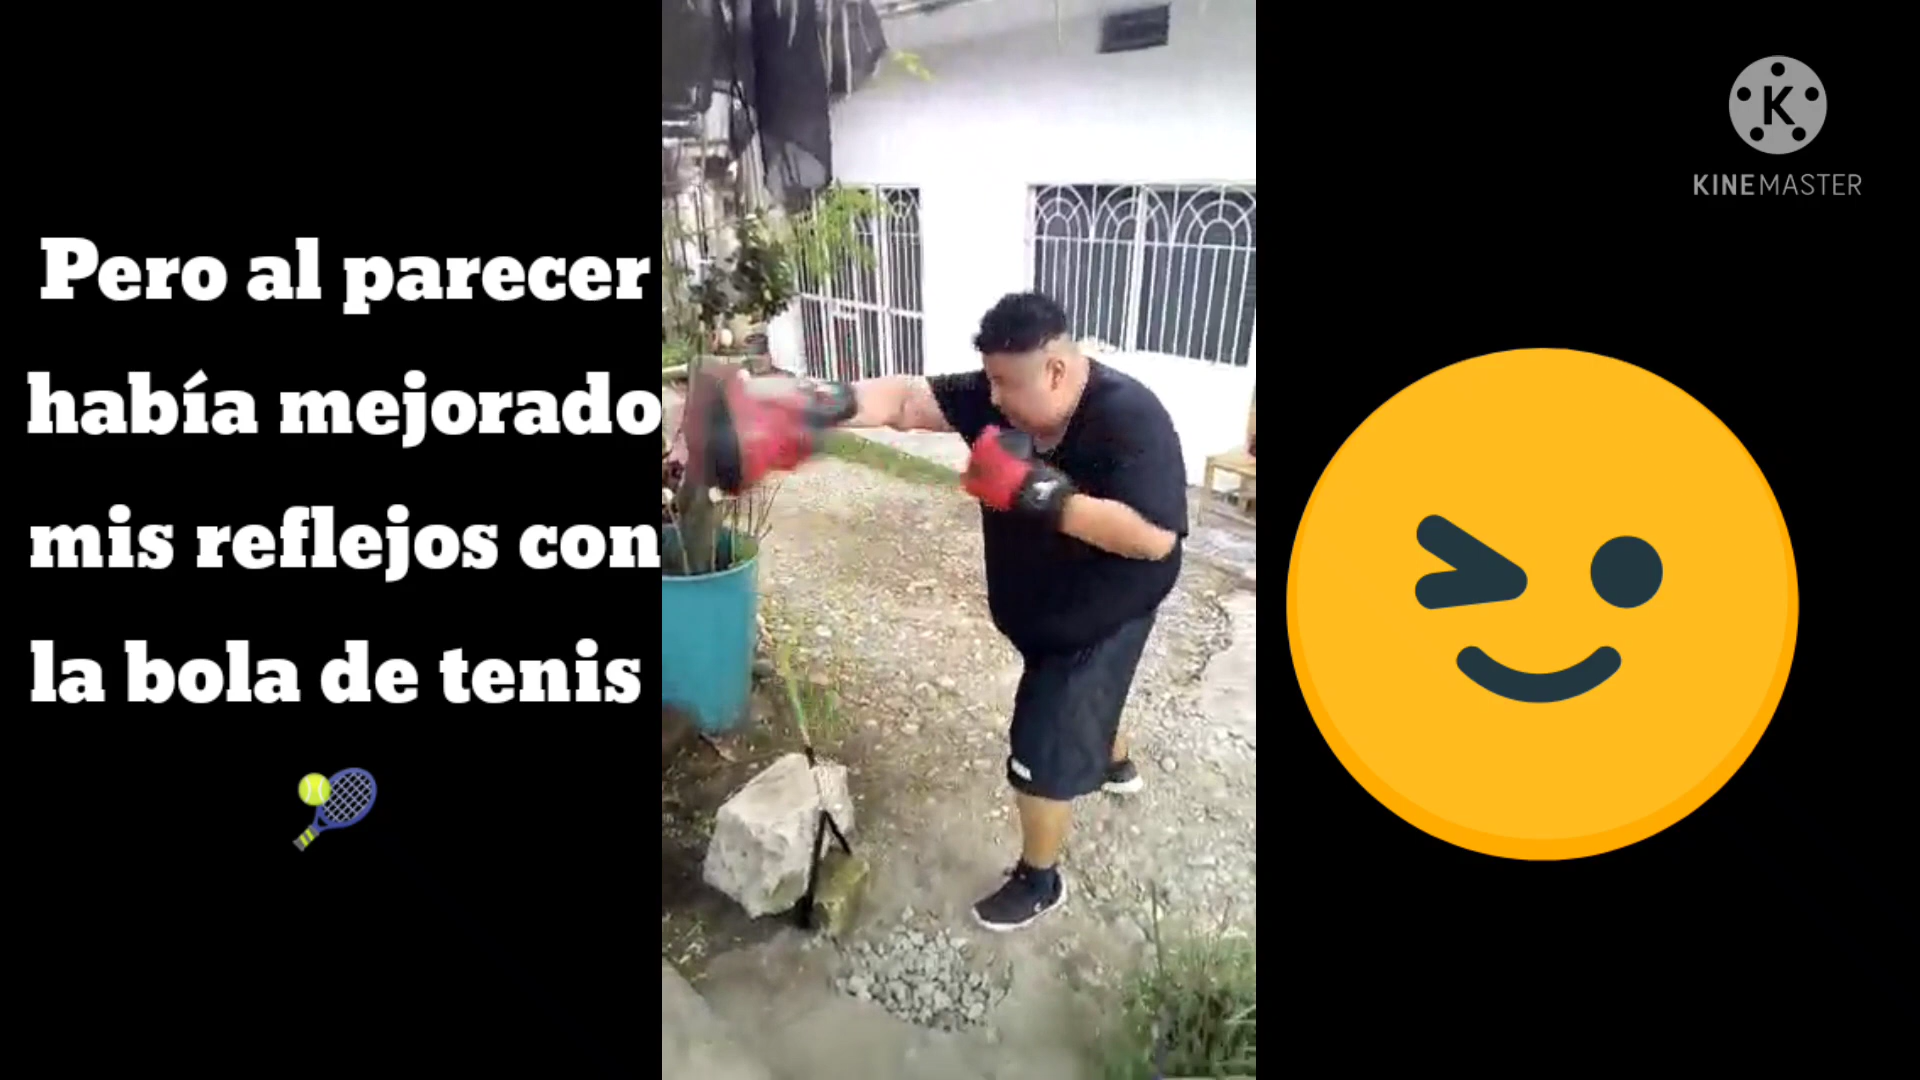 Pero al parecer
había mejorado
mis reflejos con
la bola de tenis
K
KINEMASTER